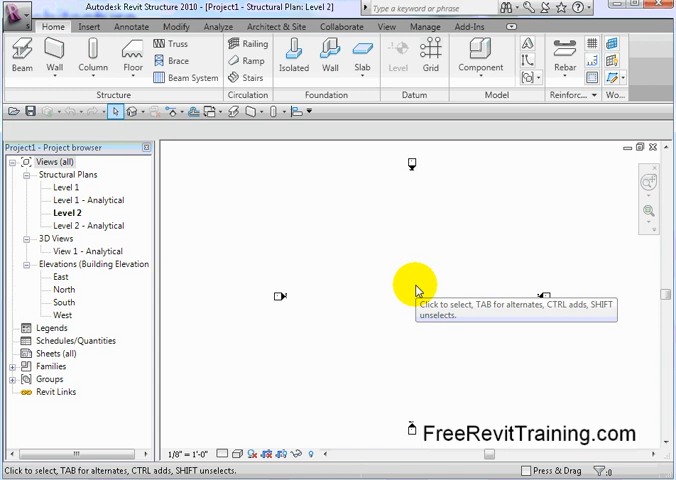 Autodesk Revit Structure 2010 - [Project1 - Structural Plan: Level 2]
Type a keyword or phrase
Home Insert Annotate Modify Analyze Architect & Site Collaborate View Manage Add-Ins
Beam Wall Column Floor Truss Brace Beam System Railing Ramp Stairs Isolated Wall Slab Level Grid Component Rebar
Structure Circulation Foundation Datum Model Reinforc... Wo...
Project1 - Project browser
Views (all)
Structural Plans
Level 1
Level 1 - Analytical
Level 2
Level 2 - Analytical
3D Views
View 1 - Analytical
Elevations (Building Elevation
East
North
South
West
Legends
Schedules/Quantities
Sheets (all)
Families
Groups
Revit Links
Click to select, TAB for alternates, CTRL adds, SHIFT
unselects.
FreeRevitTraining.com
1/8" = 1'-0"
Click to select, TAB for alternates, CTRL adds, SHIFT unselects.
Press & Drag
:0